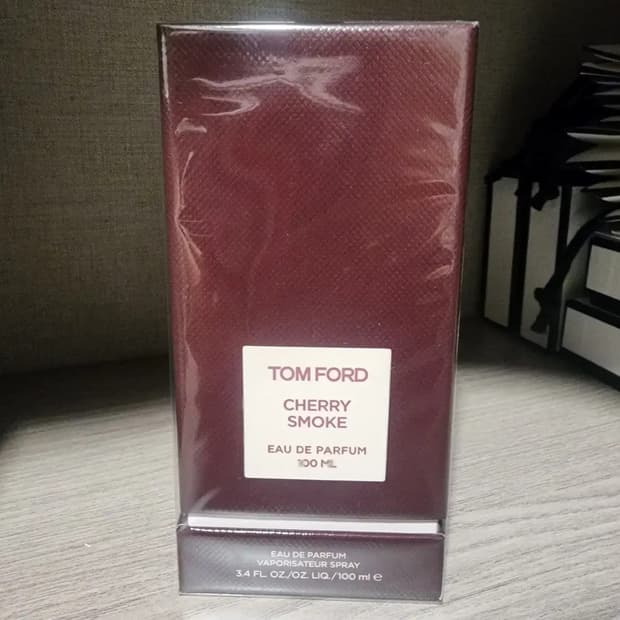 TOM FORD
CHERRY
SMOKE
EAU DE PARFUM
100 ML
EAU DE PARFUM
VAPORISATEUR SPRAY
3.4 FL. OZ./OZ. LIQ./100 ml ℮